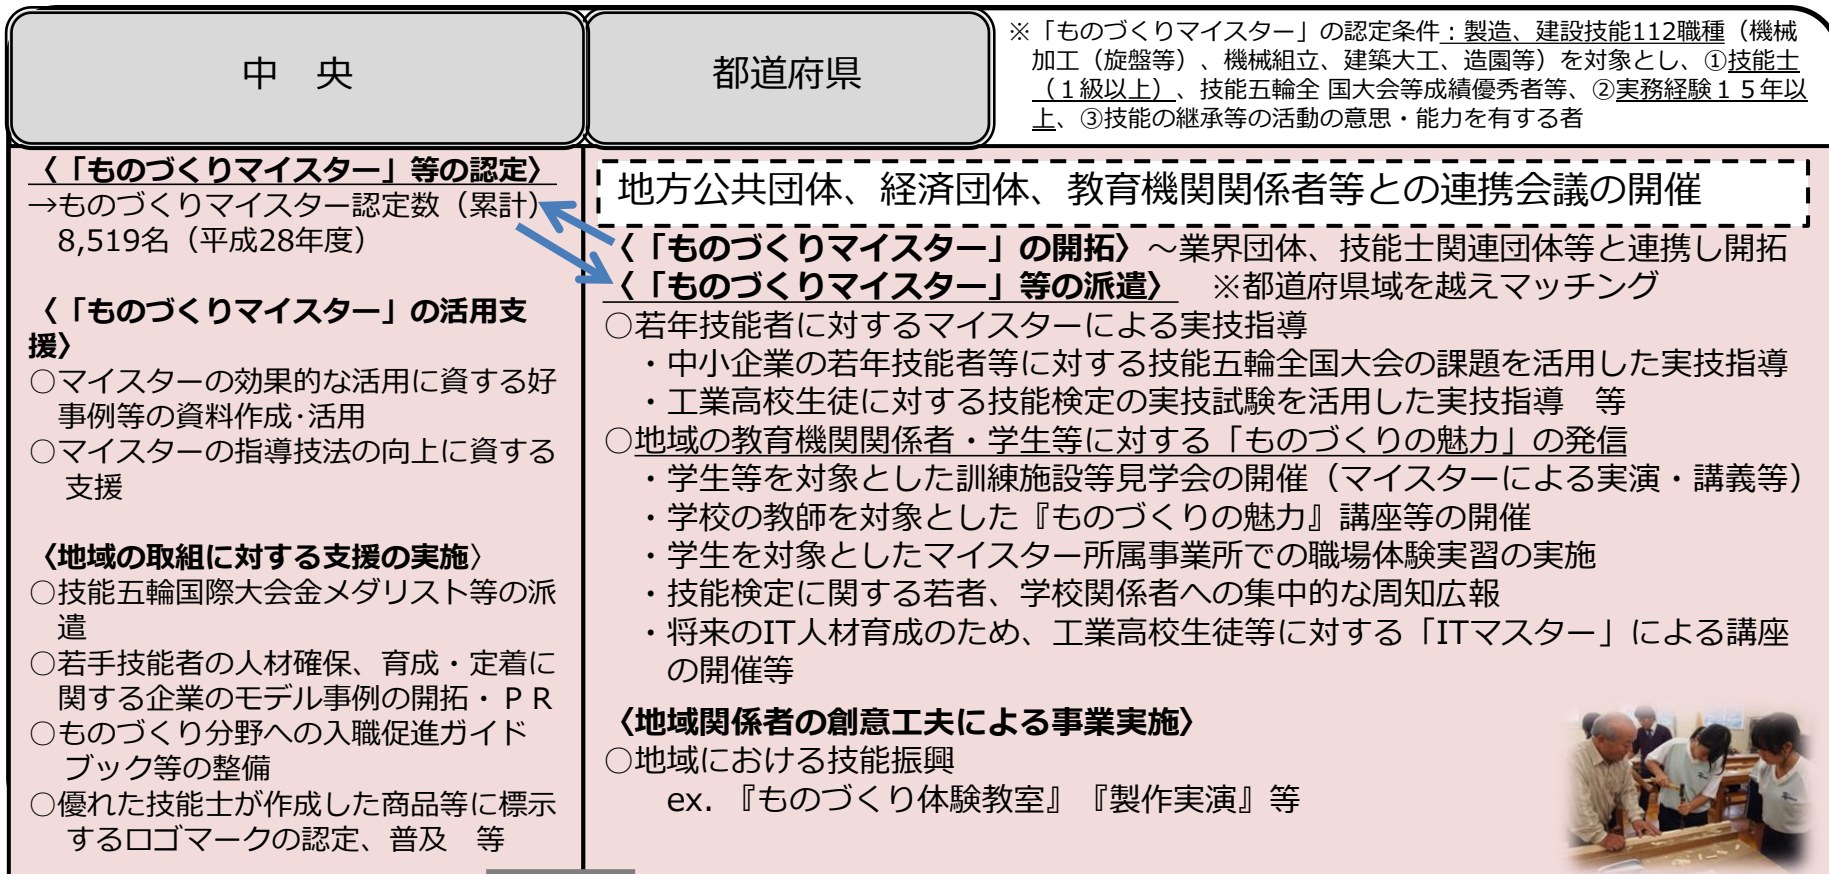 中　央
都道府県
※「ものづくりマイスター」の認定条件：製造、建設技能112職種（機械
加工（旋盤等）、機械組立、建築大工、造園等）を対象とし、①技能士
（１級以上）、技能五輪全 国大会等成績優秀者等、②実務経験１５年以
上、③技能の継承等の活動の意思・能力を有する者
〈「ものづくりマイスター」等の認定〉
→ものづくりマイスター認定数（累計）
8,519名（平成28年度）
〈「ものづくりマイスター」の活用支
援〉
○マイスターの効果的な活用に資する好
事例等の資料作成･活用
○マイスターの指導技法の向上に資する
支援
〈地域の取組に対する支援の実施〉
○技能五輪国際大会金メダリスト等の派
遣
○若手技能者の人材確保、育成・定着に
関する企業のモデル事例の開拓・ＰＲ
○ものづくり分野への入職促進ガイド
ブック等の整備
○優れた技能士が作成した商品等に標示
するロゴマークの認定、普及　等
地方公共団体、経済団体、教育機関関係者等との連携会議の開催
〈「ものづくりマイスター」の開拓〉～業界団体、技能士関連団体等と連携し開拓
〈「ものづくりマイスター」等の派遣〉　※都道府県域を越えマッチング
○若年技能者に対するマイスターによる実技指導
・中小企業の若年技能者等に対する技能五輪全国大会の課題を活用した実技指導
・工業高校生徒に対する技能検定の実技試験を活用した実技指導　等
○地域の教育機関関係者・学生等に対する「ものづくりの魅力」の発信
・学生等を対象とした訓練施設等見学会の開催（マイスターによる実演・講義等）
・学校の教師を対象とした『ものづくりの魅力』講座等の開催
・学生を対象としたマイスター所属事業所での職場体験実習の実施
・技能検定に関する若者、学校関係者への集中的な周知広報
・将来のIT人材育成のため、工業高校生徒等に対する「ITマスター」による講座
の開催等
〈地域関係者の創意工夫による事業実施〉
○地域における技能振興
ex. 『ものづくり体験教室』『製作実演』等